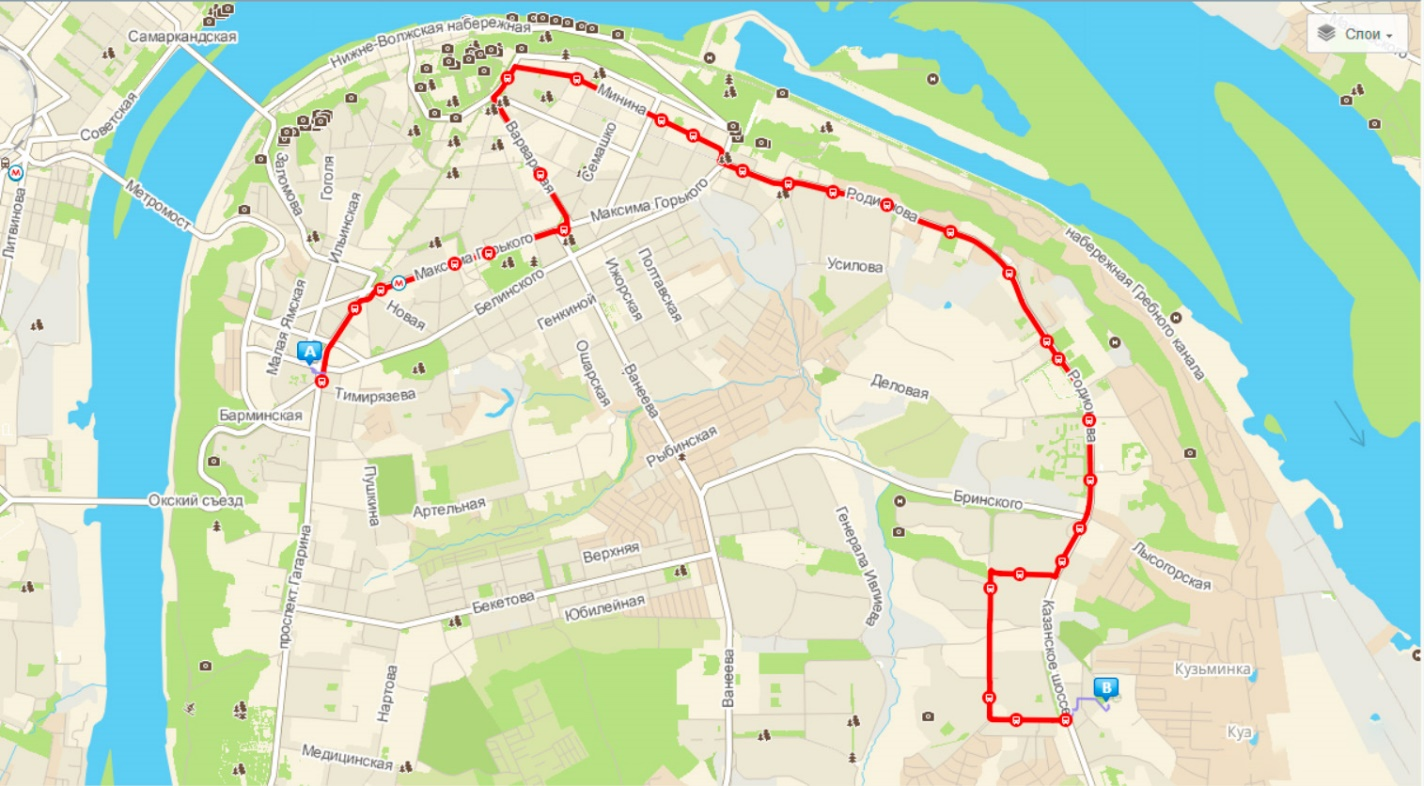 Самаркандская
Нижне-Волжская набережная
Слои
Советская
Минина
Семашко
Варварская
Заломова
Гоголя
М
Метромост
Ильинская
Литвинова
Максима Горького
Родионова
Максима Горького
М
набережная Гребного канала
Усилова
Полтавская
Ижорская
Белинского
Генкиной
Новая
Малая Ямская
A
Ошарская
Ванеева
Деловая
Родионова
Тимирязева
Барминская
Рыбинская
Пушкина
Окский съезд
Артельная
Бринского
Генерала Ивлиева
Верхняя
Лысогорская
проспект Гагарина
Бекетова
Юбилейная
Казанское шоссе
Кузьминка
B
Нартова
Ванеева
Куз
Медицинская